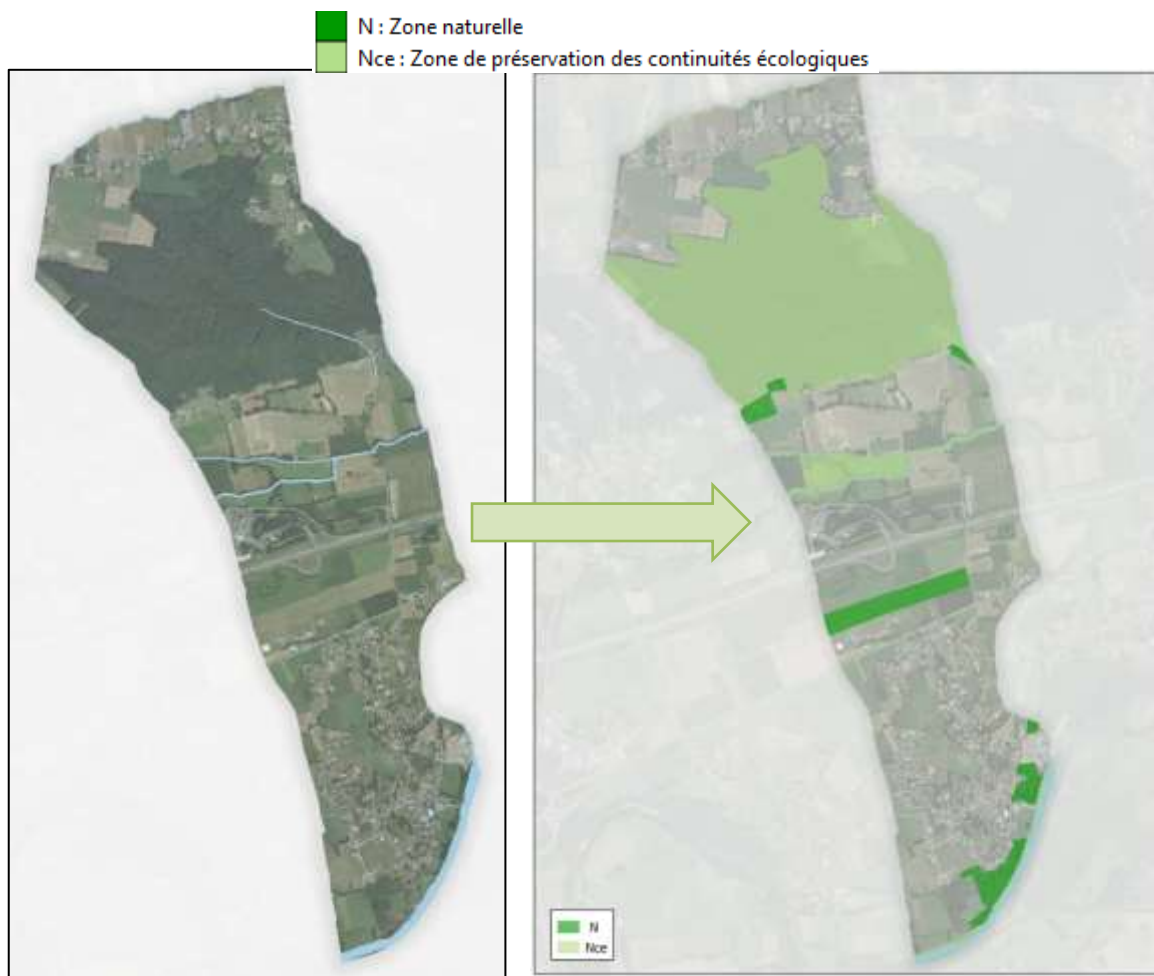 N : Zone naturelle
Nce : Zone de préservation des continuités écologiques
N
Nce